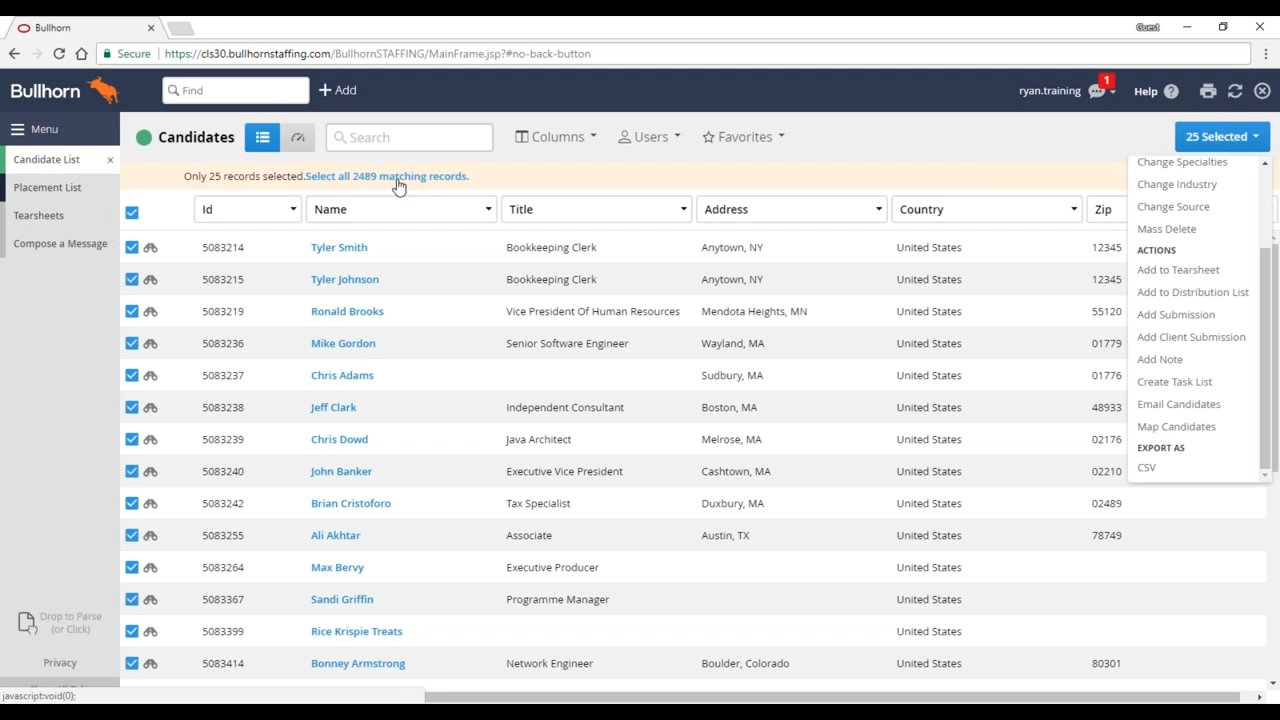 Bullhorn
Guest
Secure https://cls30.bullhornstaffing.com/BullhornSTAFFING/MainFrame.jsp?#no-back-button
Bullhorn Find + Add ryan.training 1 Help ?
Menu
Candidate List
Placement List
Tearsheets
Compose a Message
Drop to Parse
(or Click)
Privacy
Candidates Search Columns Users Favorites 25 Selected
Only 25 records selected.Select all 2489 matching records.
Id Name Title Address Country Zip
5083214 Tyler Smith Bookkeeping Clerk Anytown, NY United States 12345
5083215 Tyler Johnson Bookkeeping Clerk Anytown, NY United States 12345
5083219 Ronald Brooks Vice President Of Human Resources Mendota Heights, MN United States 55120
5083236 Mike Gordon Senior Software Engineer Wayland, MA United States 01779
5083237 Chris Adams Sudbury, MA United States 01776
5083238 Jeff Clark Independent Consultant Boston, MA United States 48933
5083239 Chris Dowd Java Architect Melrose, MA United States 02176
5083240 John Banker Executive Vice President Cashtown, MA United States 02210
5083242 Brian Cristoforo Tax Specialist Duxbury, MA United States 02489
5083255 Ali Akhtar Associate Austin, TX United States 78749
5083264 Max Bervy Executive Producer United States
5083367 Sandi Griffin Programme Manager United States
5083399 Rice Krispie Treats United States
5083414 Bonney Armstrong Network Engineer Boulder, Colorado United States 80301
Change Specialties
Change Industry
Change Source
Mass Delete
ACTIONS
Add to Tearsheet
Add to Distribution List
Add Submission
Add Client Submission
Add Note
Create Task List
Email Candidates
Map Candidates
EXPORT AS
CSV
javascript:void(0);